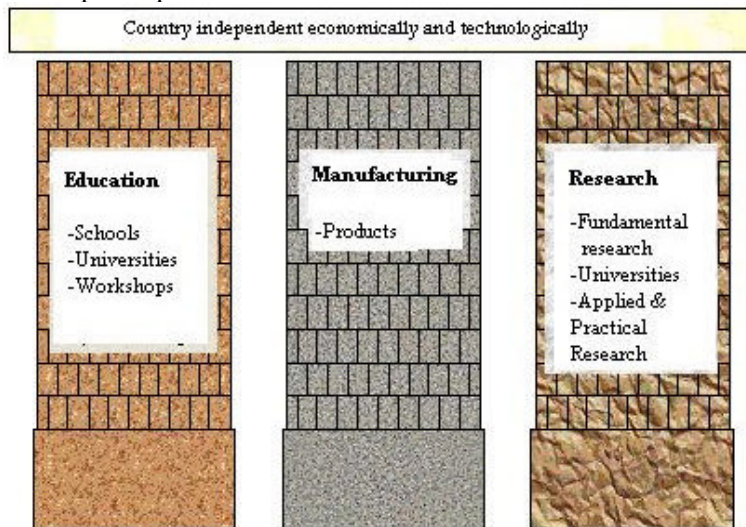 Country independent economically and technologically
Education
-Schools
-Universities
-Workshops
Manufacturing
-Products
Research
-Fundamental
research
-Universities
-Applied &
Practical
Research